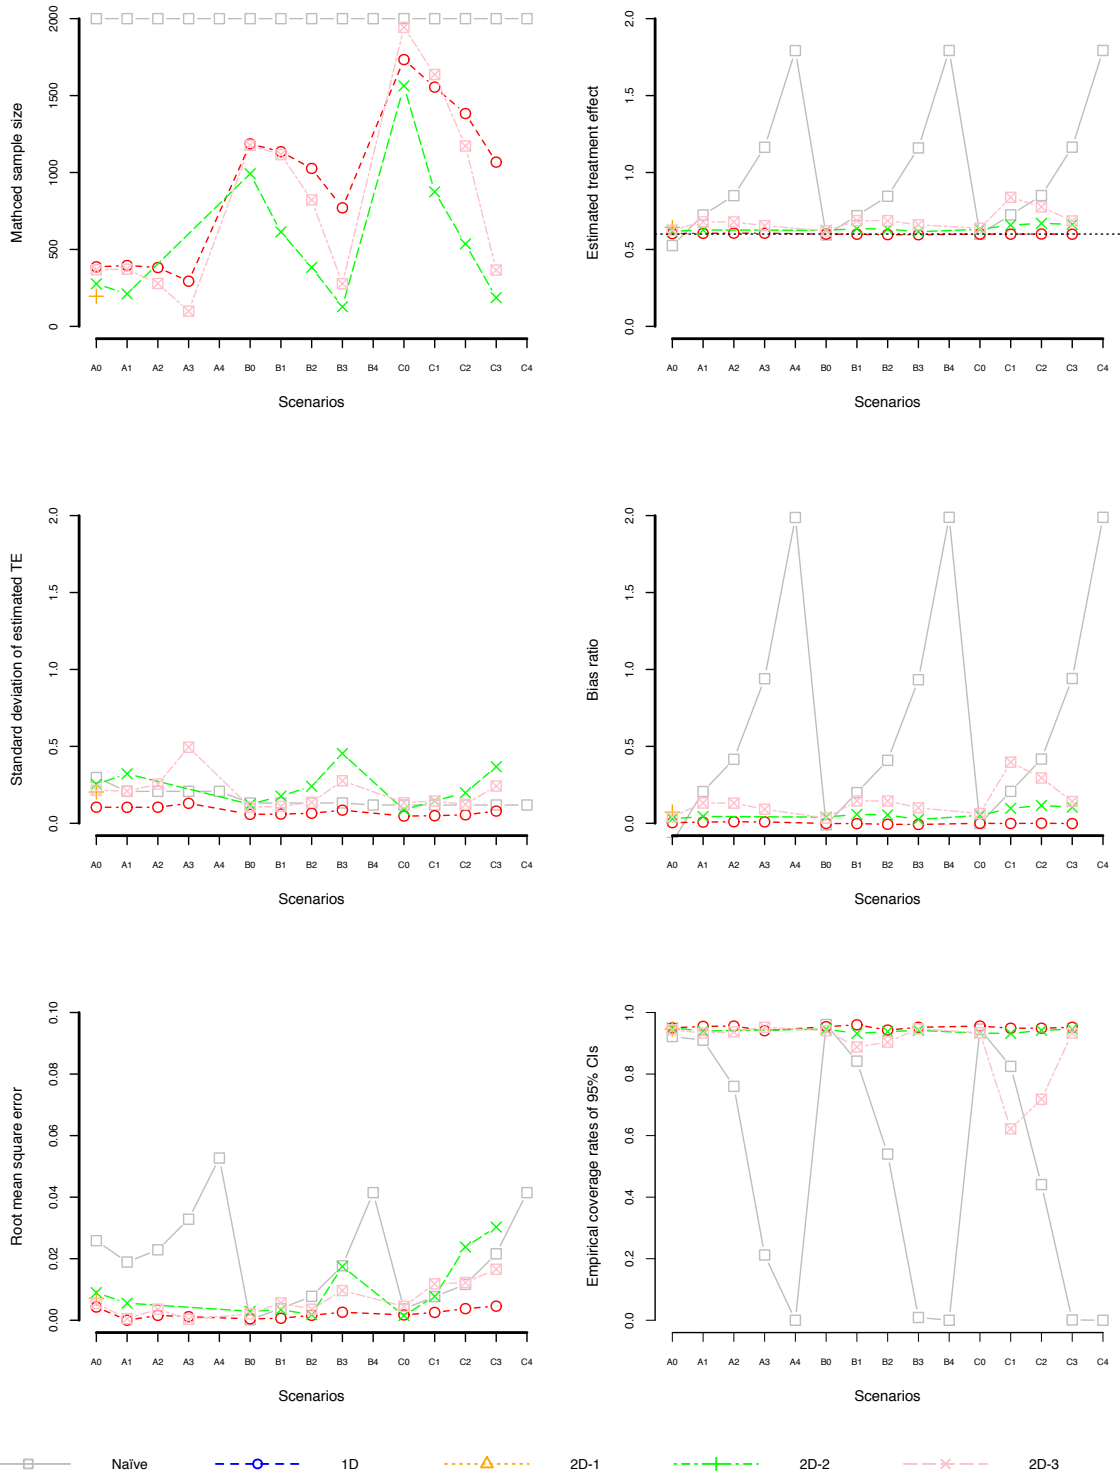 Mathced sample size
2000
1500
1000
500
0
A0 A1 A2 A3 A4 B0 B1 B2 B3 B4 C0 C1 C2 C3 C4
Scenarios
Estimated treatment effect
2.0
1.5
1.0
0.5
0.0
A0 A1 A2 A3 A4 B0 B1 B2 B3 B4 C0 C1 C2 C3 C4
Scenarios
Standard deviation of estimated TE
2.0
1.5
1.0
0.5
0.0
A0 A1 A2 A3 A4 B0 B1 B2 B3 B4 C0 C1 C2 C3 C4
Scenarios
Bias ratio
2.0
1.5
1.0
0.5
0.0
A0 A1 A2 A3 A4 B0 B1 B2 B3 B4 C0 C1 C2 C3 C4
Scenarios
Root mean square error
0.10
0.08
0.06
0.04
0.02
0.00
A0 A1 A2 A3 A4 B0 B1 B2 B3 B4 C0 C1 C2 C3 C4
Scenarios
Empirical coverage rates of 95% CIs
1.0
0.8
0.6
0.4
0.2
0.0
A0 A1 A2 A3 A4 B0 B1 B2 B3 B4 C0 C1 C2 C3 C4
Scenarios
Naïve 1D 2D-1 2D-2 2D-3